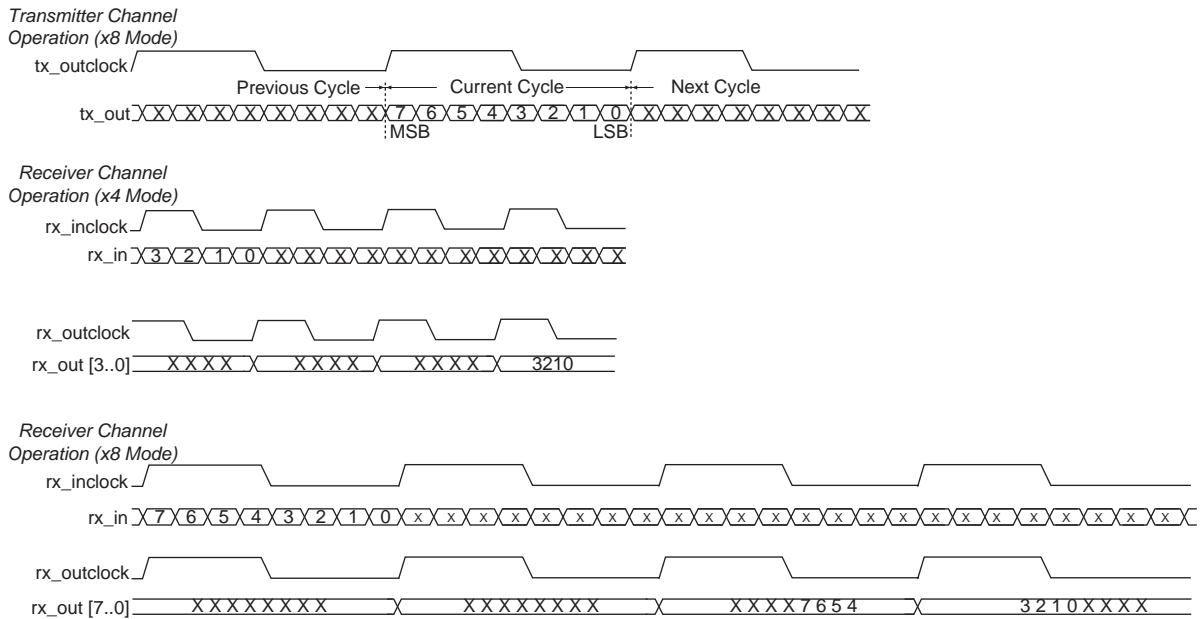 Transmitter Channel
Operation (x8 Mode)
tx_outclock
Previous Cycle Current Cycle Next Cycle
tx_out X X X X X X X X 7 6 5 4 3 2 1 0 X X X X X X X X
MSB LSB
Receiver Channel
Operation (x4 Mode)
rx_inclock
rx_in 3 2 1 0 X X X X X X X X X X X X
rx_outclock
rx_out [3..0] X X X X X X X X X X X X 3210
Receiver Channel
Operation (x8 Mode)
rx_inclock
rx_in 7 6 5 4 3 2 1 0 x x x x x x x x x x x x x x x x x x x x x x x x
rx_outclock
rx_out [7..0] X X X X X X X X X X X X X X X X X X X X 7 6 5 4 3 2 1 0 X X X X